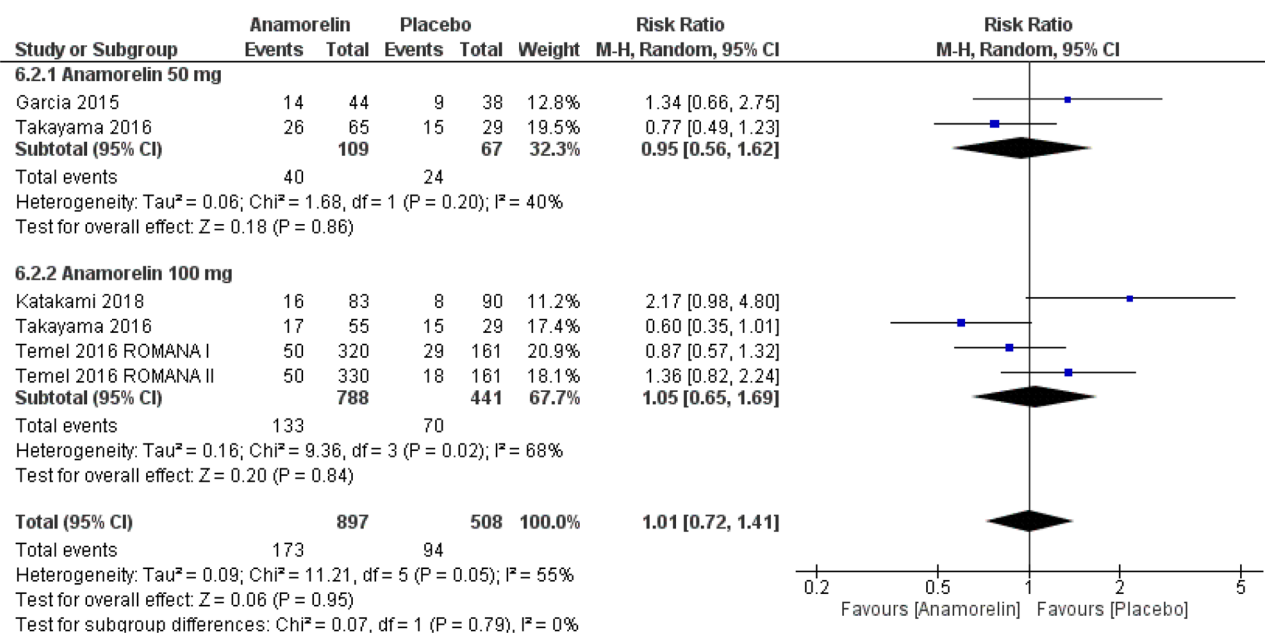 Anamorelin Placebo Risk Ratio Risk Ratio
Study or Subgroup Events Total Events Total Weight M-H, Random, 95% CI M-H, Random, 95% CI
6.2.1 Anamorelin 50 mg
Garcia 2015 14 44 9 38 12.8% 1.34 [0.66, 2.75]
Takayama 2016 26 65 15 29 19.5% 0.77 [0.49, 1.23]
Subtotal (95% CI) 109 67 32.3% 0.95 [0.56, 1.62]
Total events 40 24
Heterogeneity: Tau² = 0.06; Chi² = 1.68, df = 1 (P = 0.20); I² = 40%
Test for overall effect: Z = 0.18 (P = 0.86)
6.2.2 Anamorelin 100 mg
Katakami 2018 16 83 8 90 11.2% 2.17 [0.98, 4.80]
Takayama 2016 17 55 15 29 17.4% 0.60 [0.35, 1.01]
Temel 2016 ROMANA I 50 320 29 161 20.9% 0.87 [0.57, 1.32]
Temel 2016 ROMANA II 50 330 18 161 18.1% 1.36 [0.82, 2.24]
Subtotal (95% CI) 788 441 67.7% 1.05 [0.65, 1.69]
Total events 133 70
Heterogeneity: Tau² = 0.16; Chi² = 9.36, df = 3 (P = 0.02); I² = 68%
Test for overall effect: Z = 0.20 (P = 0.84)
Total (95% CI) 897 508 100.0% 1.01 [0.72, 1.41]
Total events 173 94
Heterogeneity: Tau² = 0.09; Chi² = 11.21, df = 5 (P = 0.05); I² = 55%
Test for overall effect: Z = 0.06 (P = 0.95)
Test for subgroup differences: Chi² = 0.07, df = 1 (P = 0.79), I² = 0%
0.2 0.5 1 2 5
Favours [Anamorelin] Favours [Placebo]